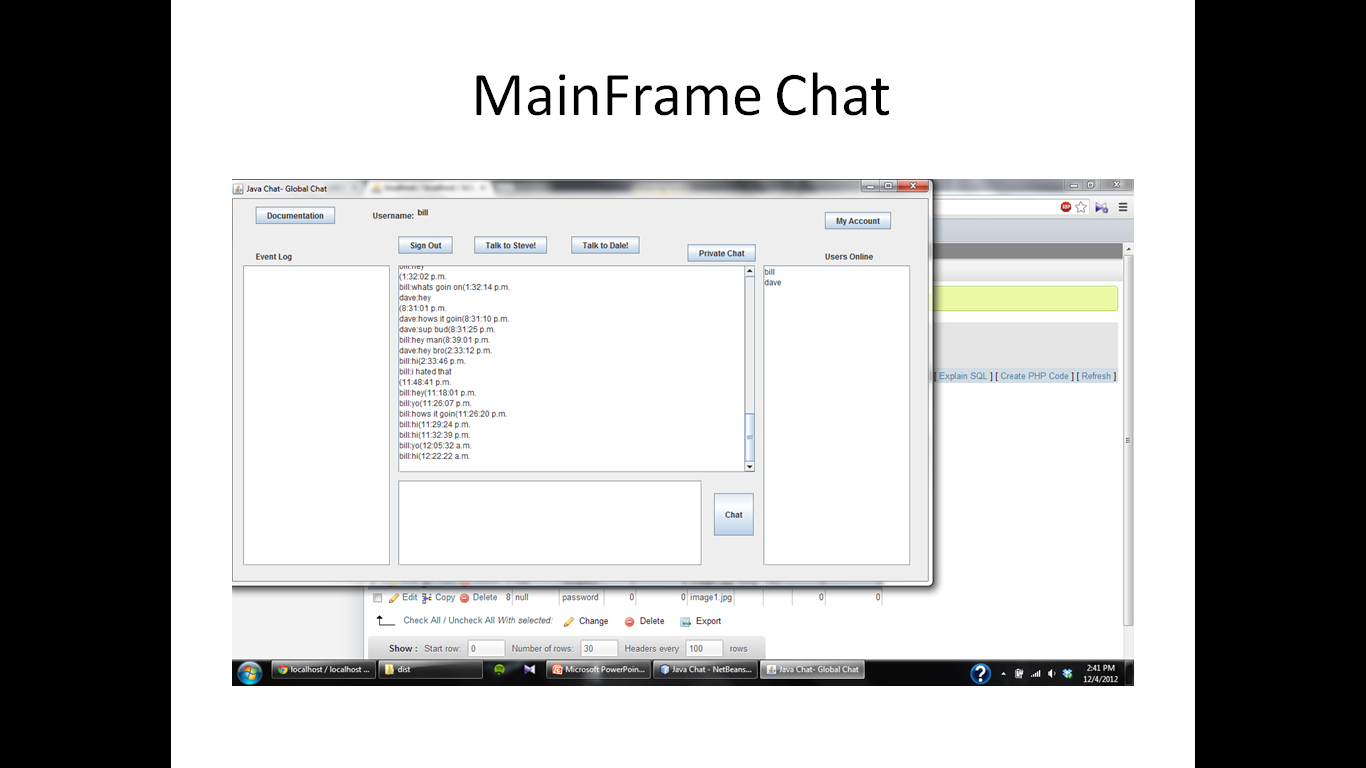 MainFrame Chat
Java Chat- Global Chat
Documentation
Username: bill
My Account
Sign Out
Talk to Steve!
Talk to Dale!
Private Chat
Event Log
Users Online
bill:hey
(1:32:02 p.m.
bill:whats goin on(1:32:14 p.m.
dave:hey
(8:31:01 p.m.
dave:hows it goin(8:31:10 p.m.
dave:sup bud(8:31:25 p.m.
bill:hey man(8:39:01 p.m.
dave:hey bro(2:33:12 p.m.
bill:hi(2:33:46 p.m.
bill:i hated that
(11:48:41 p.m.
bill:hey(11:18:01 p.m.
bill:yo(11:26:07 p.m.
bill:hows it goin(11:26:20 p.m.
bill:hi(11:29:24 p.m.
bill:hi(11:32:39 p.m.
bill:yo(12:05:32 a.m.
bill:hi(12:22:22 a.m.
bill
dave
Chat
ABP
[ Explain SQL ] [ Create PHP Code ] [ Refresh ]
Edit Copy Delete 8 null password 0 0 image1.jpg 0 0
Check All / Uncheck All With selected: Change Delete Export
Show : Start row: 0 Number of rows: 30 Headers every 100 rows
localhost / localhost ...
dist
Microsoft PowerPoin...
Java Chat - NetBeans...
Java Chat- Global Chat
?
2:41 PM
12/4/2012